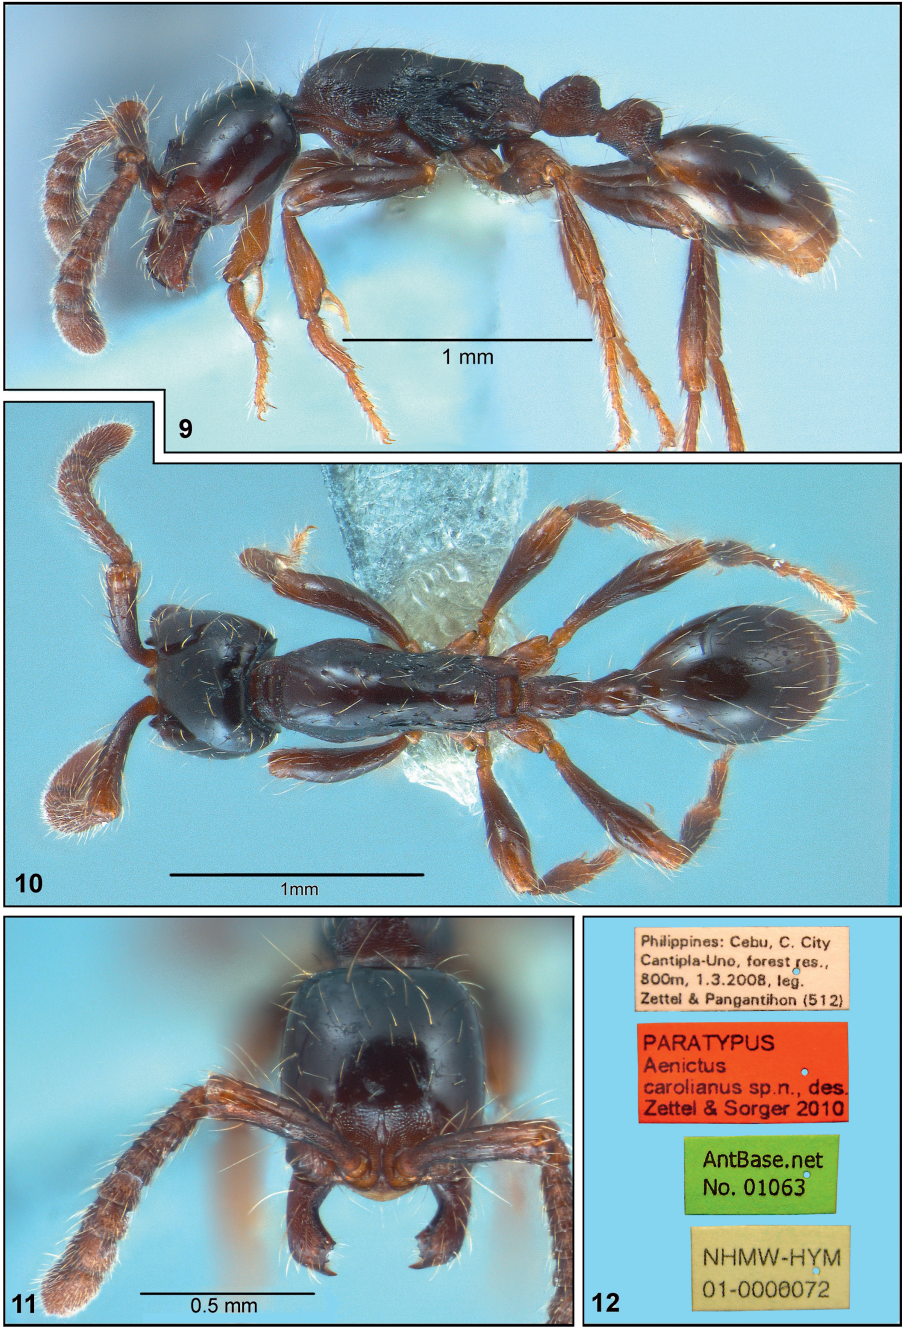 1 mm
9
10
1mm
11
0.5 mm
Philippines: Cebu, C. City
Cantipla-Uno, forest res.,
800m, 1.3.2008, leg.
Zettel & Pangantihon (512)
PARATYPUS
Aenictus
carolianus sp.n., des.
Zettel & Sorger 2010
AntBase.net
No. 01063
NHMW-HYM
01-0000072
12